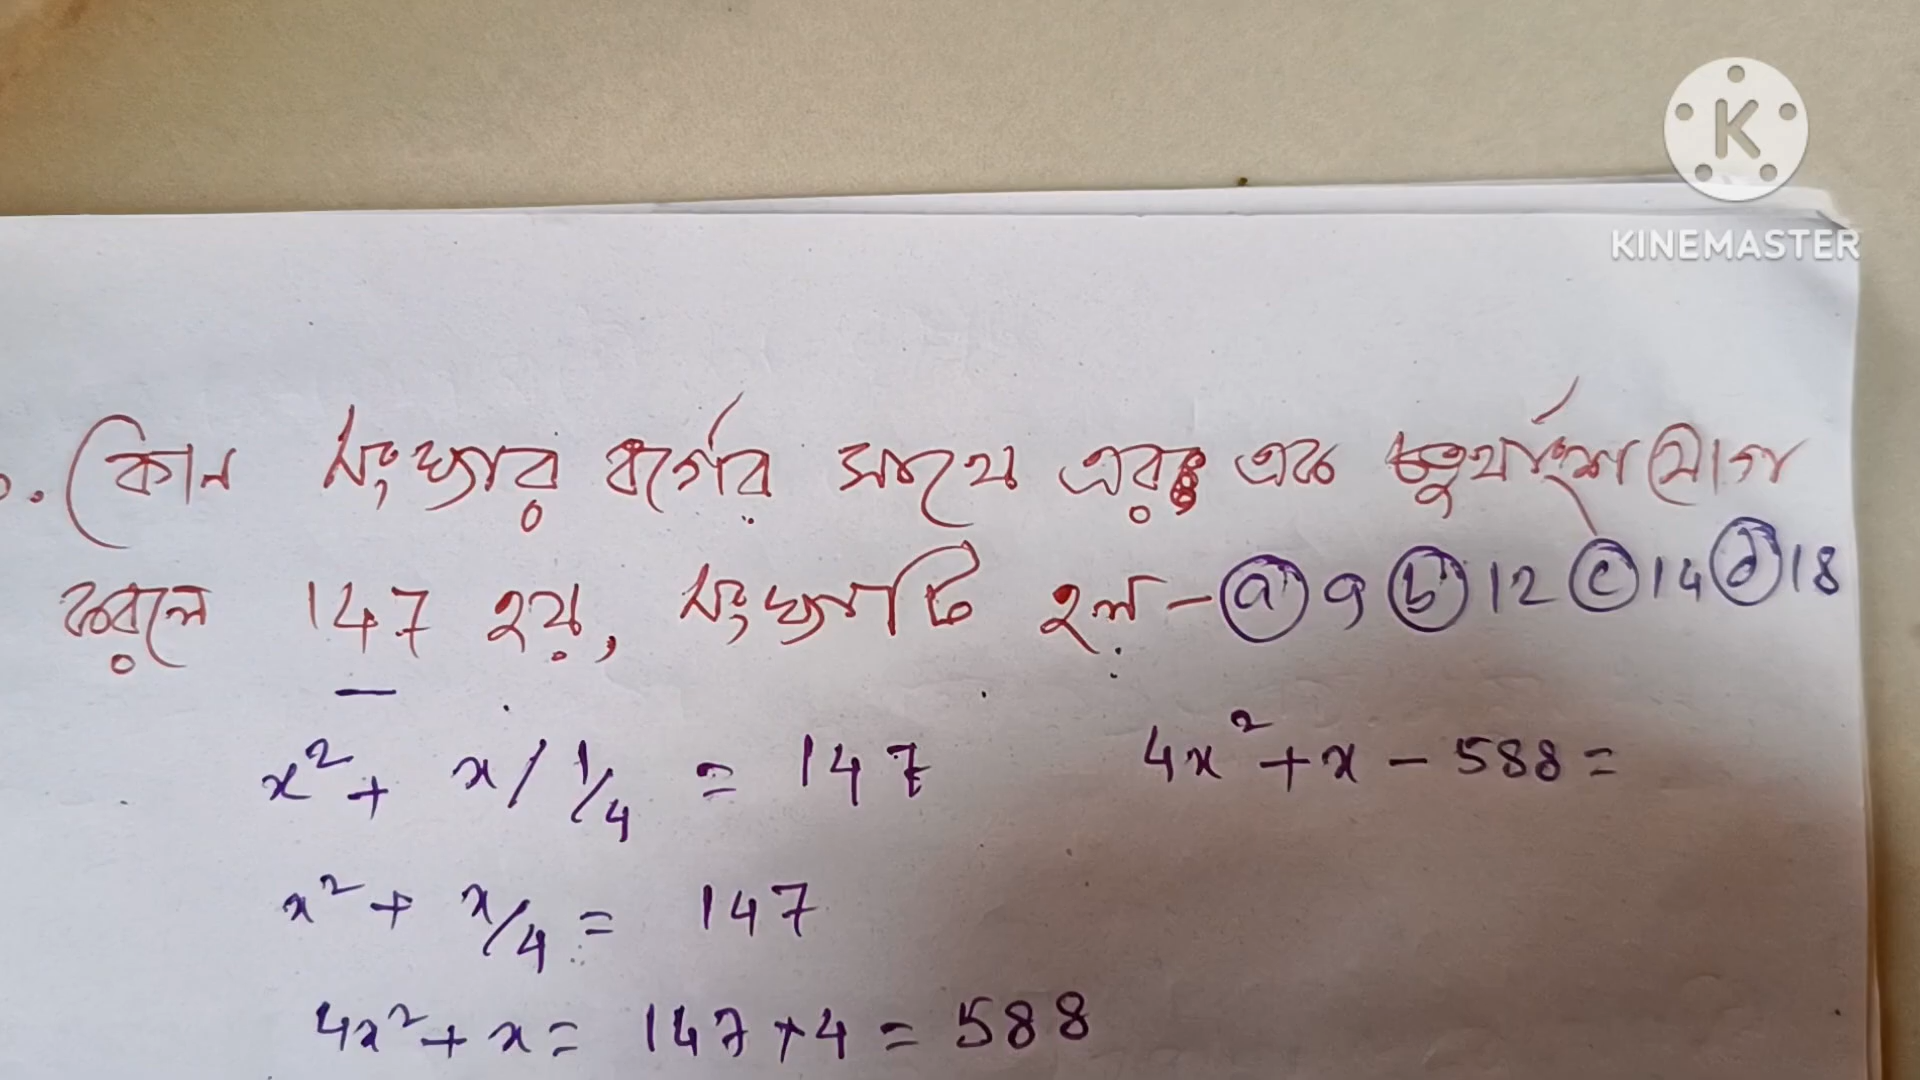 KINEMASTER
কোন সংখ্যার বর্গের সাথে এর এক চতুর্থাংশ যোগ
করলে 147 হয়, সংখ্যাটি হল - ⓐ 9 ⓑ 12 ⓒ 14 ⓓ 18
x² + x/1/4 = 147
4x² + x - 588 =
x² + x/4 = 147
4x² + x = 147 × 4 = 588